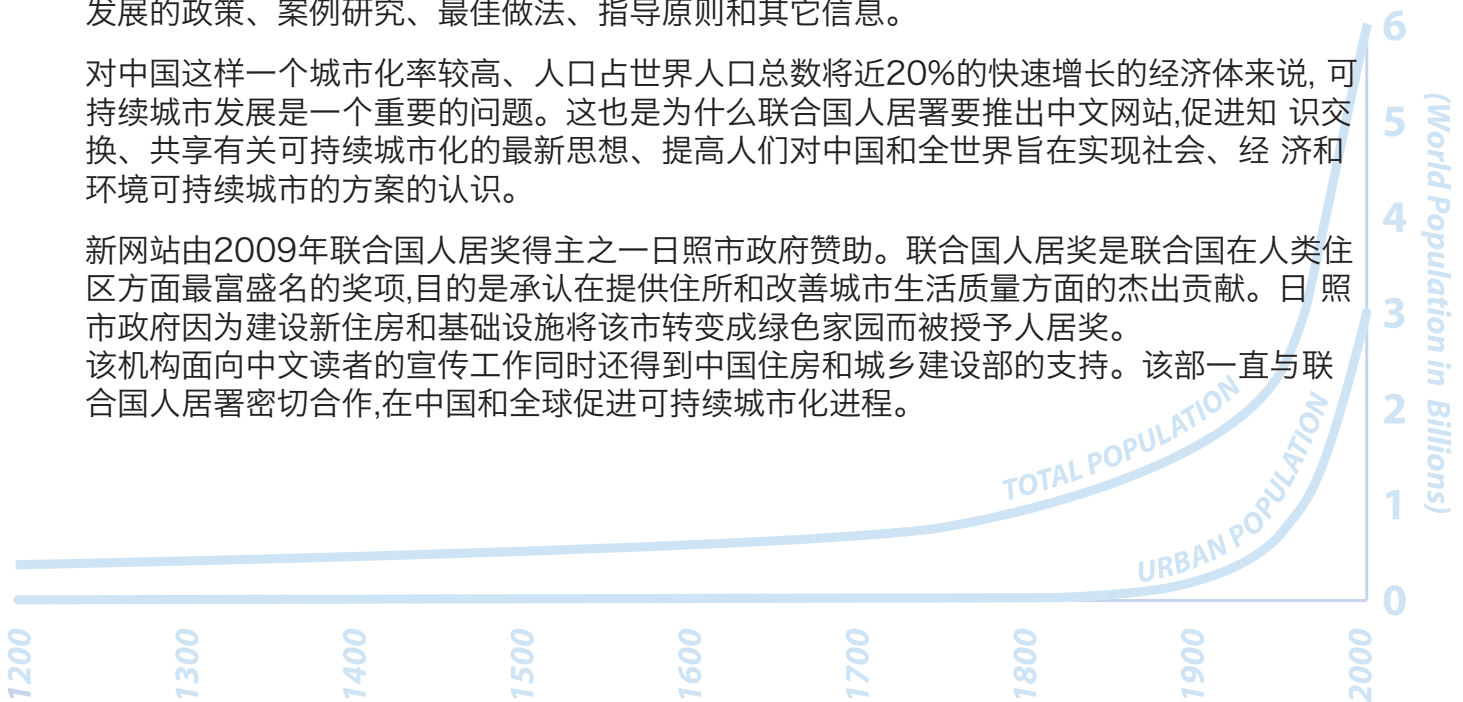 发展的政策、案例研究、最佳做法、指导原则和其它信息。
对中国这样一个城市化率较高、人口占世界人口总数将近20%的快速增长的经济体来说, 可
持续城市发展是一个重要的问题。这也是为什么联合国人居署要推出中文网站,促进知 识交
换、共享有关可持续城市化的最新思想、提高人们对中国和全世界旨在实现社会、经 济和
环境可持续城市的方案的认识。
新网站由2009年联合国人居奖得主之一日照市政府赞助。联合国人居奖是联合国在人类住
区方面最富盛名的奖项,目的是承认在提供住所和改善城市生活质量方面的杰出贡献。日 照
市政府因为建设新住房和基础设施将该市转变成绿色家园而被授予人居奖。
该机构面向中文读者的宣传工作同时还得到中国住房和城乡建设部的支持。该部一直与联
合国人居署密切合作,在中国和全球促进可持续城市化进程。
TOTAL POPULATION
URBAN POPULATION
6
5
4
3
2
1
0
(World Population in Billions)
1200
1300
1400
1500
1600
1700
1800
1900
2000